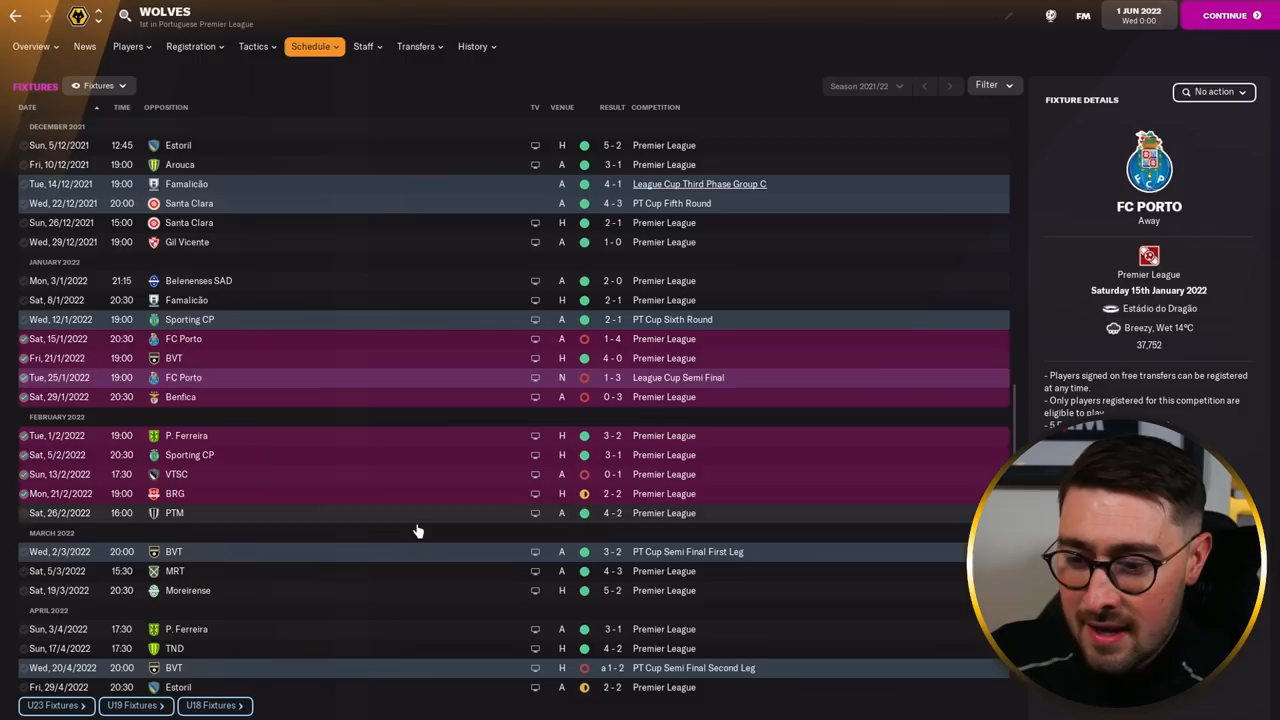 WOLVES
1st in Portuguese Premier League
FM
1 JUN 2022
Wed 0:00
CONTINUE
Overview News Players Registration Tactics Schedule Staff Transfers History
FIXTURES Fixtures Season 2021/22 Filter
DATE TIME OPPOSITION TV VENUE RESULT COMPETITION
DECEMBER 2021
Sun, 5/12/2021 12:45 Estoril H 5 - 2 Premier League
Fri, 10/12/2021 19:00 Arouca A 3 - 1 Premier League
Tue, 14/12/2021 19:00 Famalicão A 4 - 1 League Cup Third Phase Group C
Wed, 22/12/2021 20:00 Santa Clara A 4 - 3 PT Cup Fifth Round
Sun, 26/12/2021 15:00 Santa Clara H 2 - 1 Premier League
Wed, 29/12/2021 19:00 Gil Vicente A 1 - 0 Premier League
JANUARY 2022
Mon, 3/1/2022 21:15 Belenenses SAD A 2 - 0 Premier League
Sat, 8/1/2022 20:30 Famalicão H 2 - 1 Premier League
Wed, 12/1/2022 19:00 Sporting CP A 2 - 1 PT Cup Sixth Round
Sat, 15/1/2022 20:30 FC Porto A 1 - 4 Premier League
Fri, 21/1/2022 19:00 BVT H 4 - 0 Premier League
Tue, 25/1/2022 19:00 FC Porto N 1 - 3 League Cup Semi Final
Sat, 29/1/2022 20:30 Benfica A 0 - 3 Premier League
FEBRUARY 2022
Tue, 1/2/2022 19:00 P. Ferreira H 3 - 2 Premier League
Sat, 5/2/2022 20:30 Sporting CP H 3 - 1 Premier League
Sun, 13/2/2022 17:30 VTSC A 0 - 1 Premier League
Mon, 21/2/2022 19:00 BRG H 2 - 2 Premier League
Sat, 26/2/2022 16:00 PTM A 4 - 2 Premier League
MARCH 2022
Wed, 2/3/2022 20:00 BVT A 3 - 2 PT Cup Semi Final First Leg
Sat, 5/3/2022 15:30 MRT A 4 - 3 Premier League
Sat, 19/3/2022 20:30 Moreirense H 5 - 2 Premier League
APRIL 2022
Sun, 3/4/2022 17:30 P. Ferreira A 3 - 1 Premier League
Sun, 17/4/2022 17:30 TND H 4 - 2 Premier League
Wed, 20/4/2022 20:00 BVT H a 1 - 2 PT Cup Semi Final Second Leg
Fri, 29/4/2022 20:30 Estoril A 2 - 2 Premier League
U23 Fixtures U19 Fixtures U18 Fixtures
FIXTURE DETAILS No action
FC PORTO
Away
Premier League
Saturday 15th January 2022
Estádio do Dragão
Breezy, Wet 14°C
37,752
- Players signed on free transfers can be registered
at any time.
- Only players registered for this competition are
eligible to play.